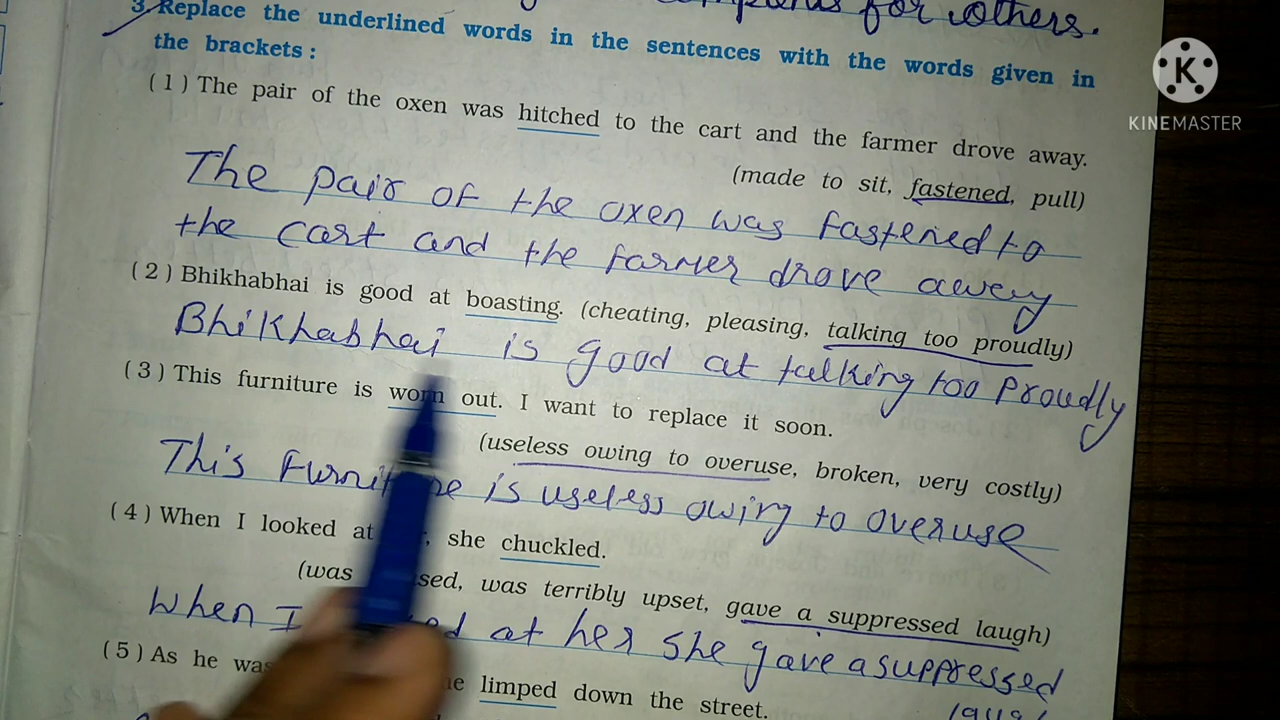 for others.
3. Replace the underlined words in the sentences with the words given in
the brackets :
K
KINEMASTER
( 1 ) The pair of the oxen was hitched to the cart and the farmer drove away.
(made to sit, fastened, pull)
The pair of the oxen was fastened to
the cart and the farmer drove awery
( 2 ) Bhikhabhai is good at boasting. (cheating, pleasing, talking too proudly)
Bhikhabhai is good at talking too proudly
( 3 ) This furniture is worn out. I want to replace it soon.
(useless owing to overuse, broken, very costly)
This is useless owing to overuse
( 4 ) When I looked at she chuckled.
(was was terribly upset, gave a suppressed laugh)
When I at her she gave a suppressed
( 5 ) As he limped down the street.